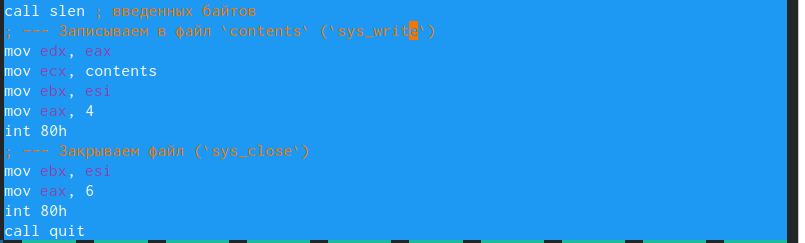 call slen ; введенных байтов
; --- Записываем в файл `contents` (`sys_write`)
mov edx, eax
mov ecx, contents
mov ebx, esi
mov eax, 4
int 80h
; --- Закрываем файл (`sys_close`)
mov ebx, esi
mov eax, 6
int 80h
call quit